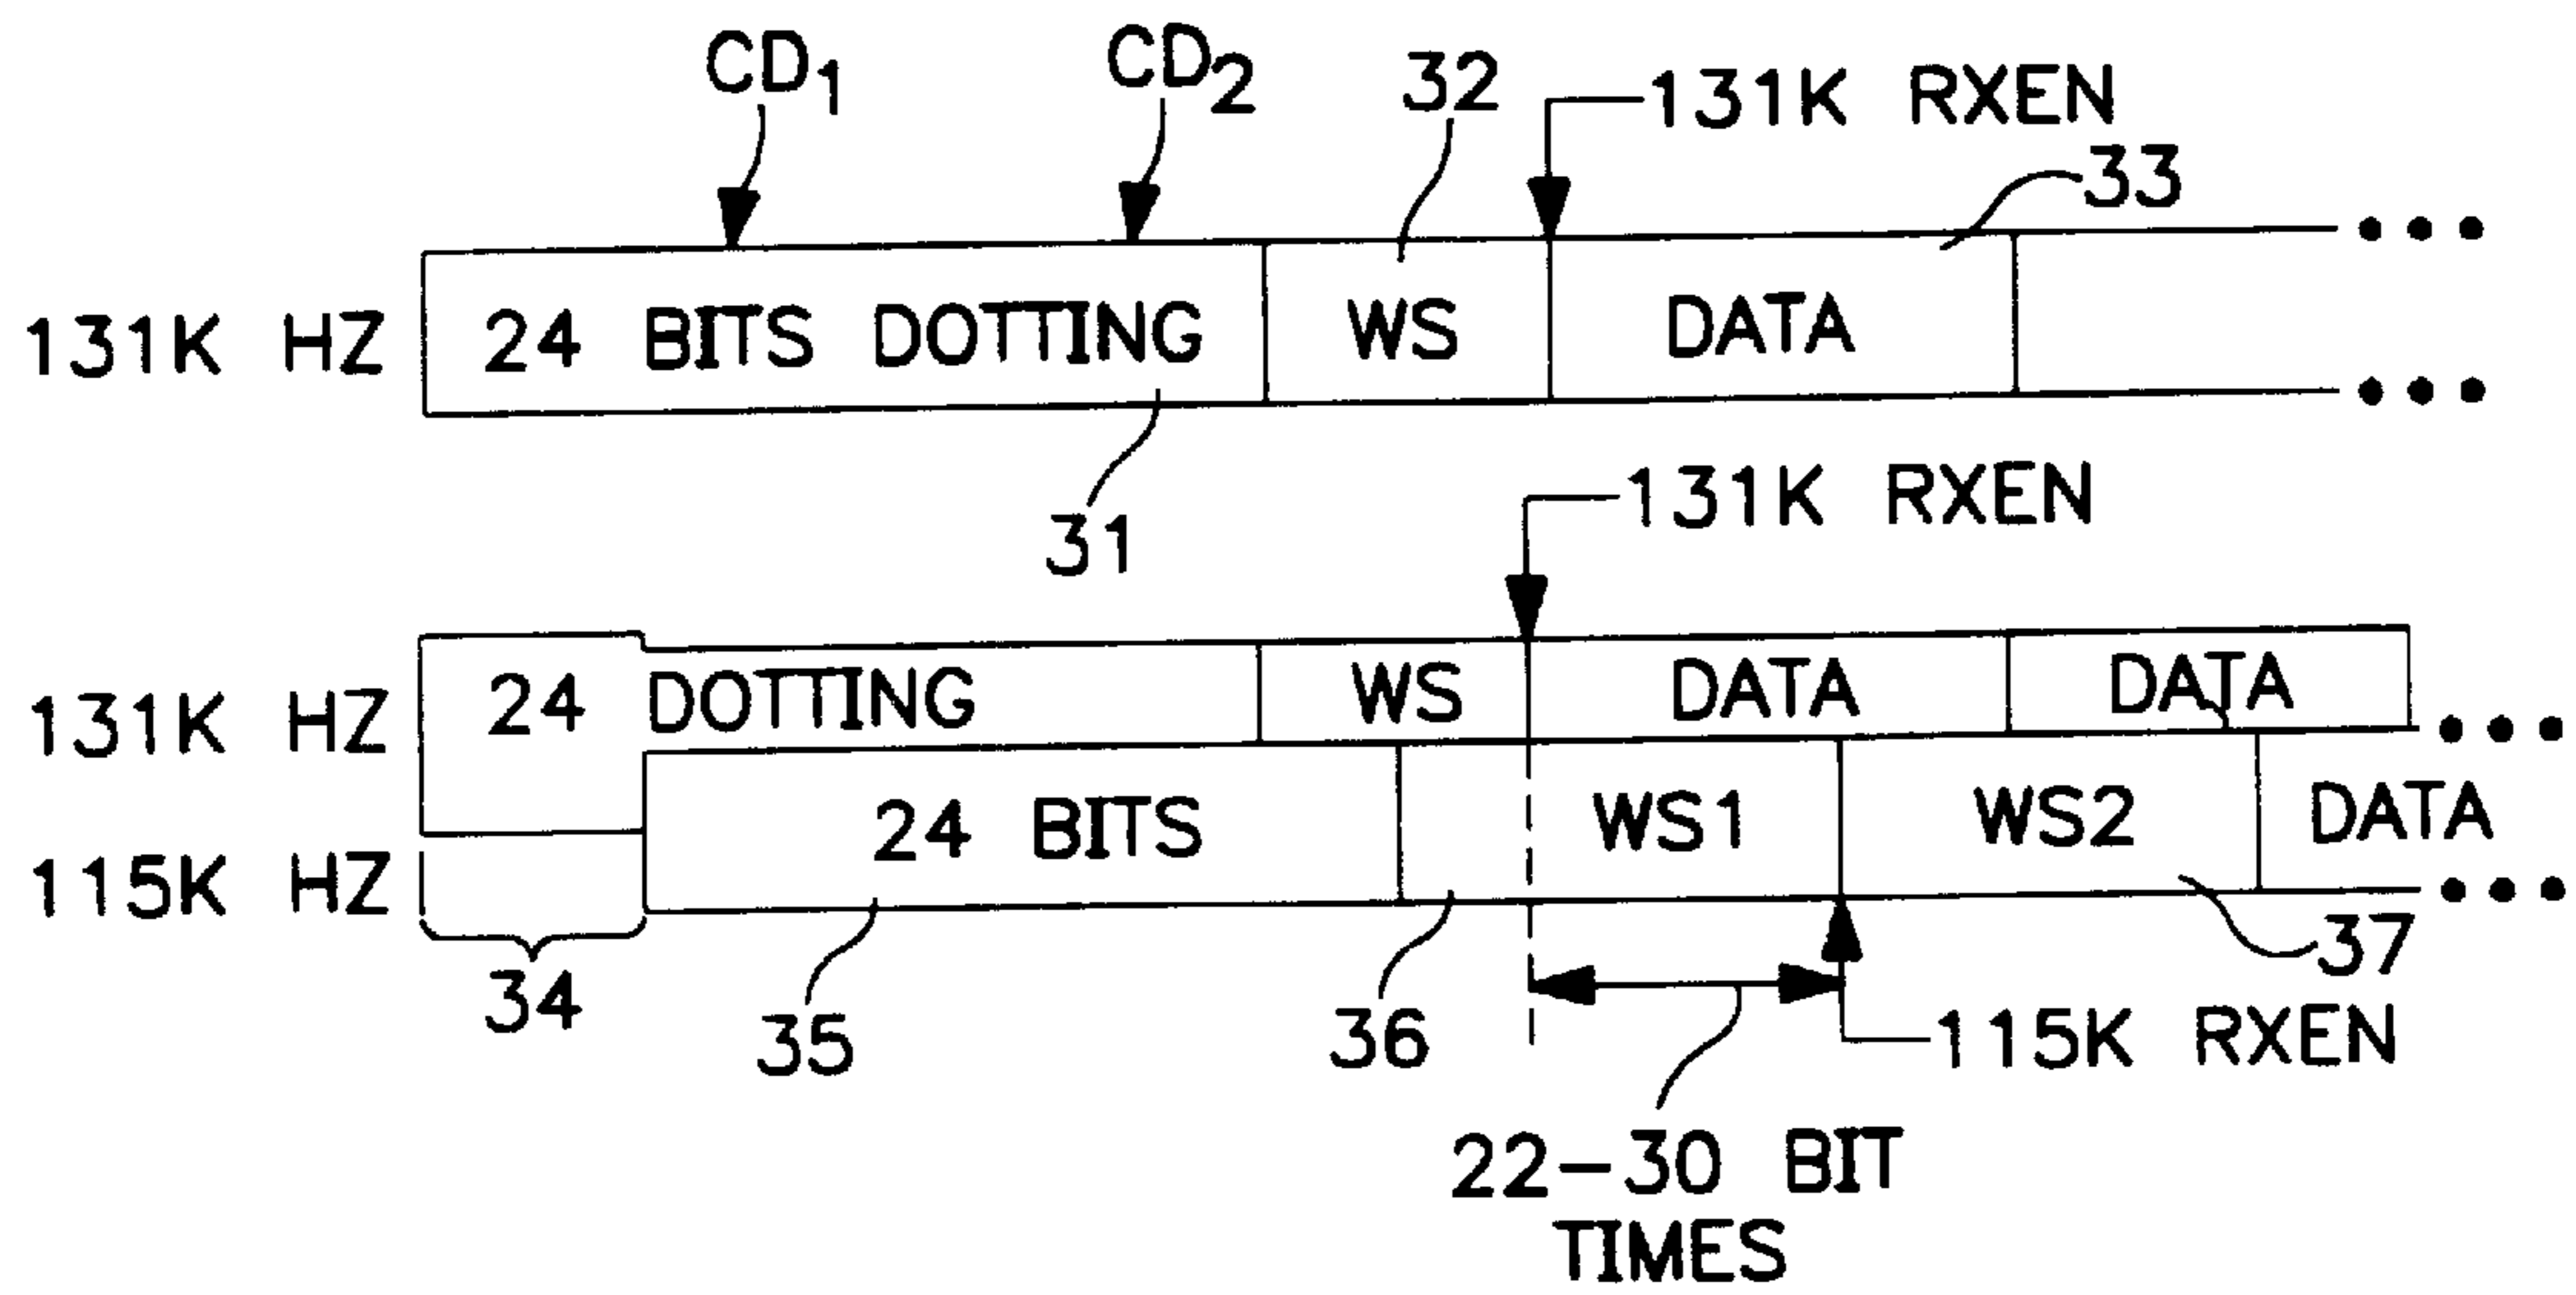 CD1 CD2 32 131K RXEN
33
131K HZ 24 BITS DOTTING WS DATA
31
131K RXEN
131K HZ 24 DOTTING WS DATA DATA
115K HZ 24 BITS WS1 WS2 DATA
34 35 36 37
115K RXEN
22-30 BIT
TIMES